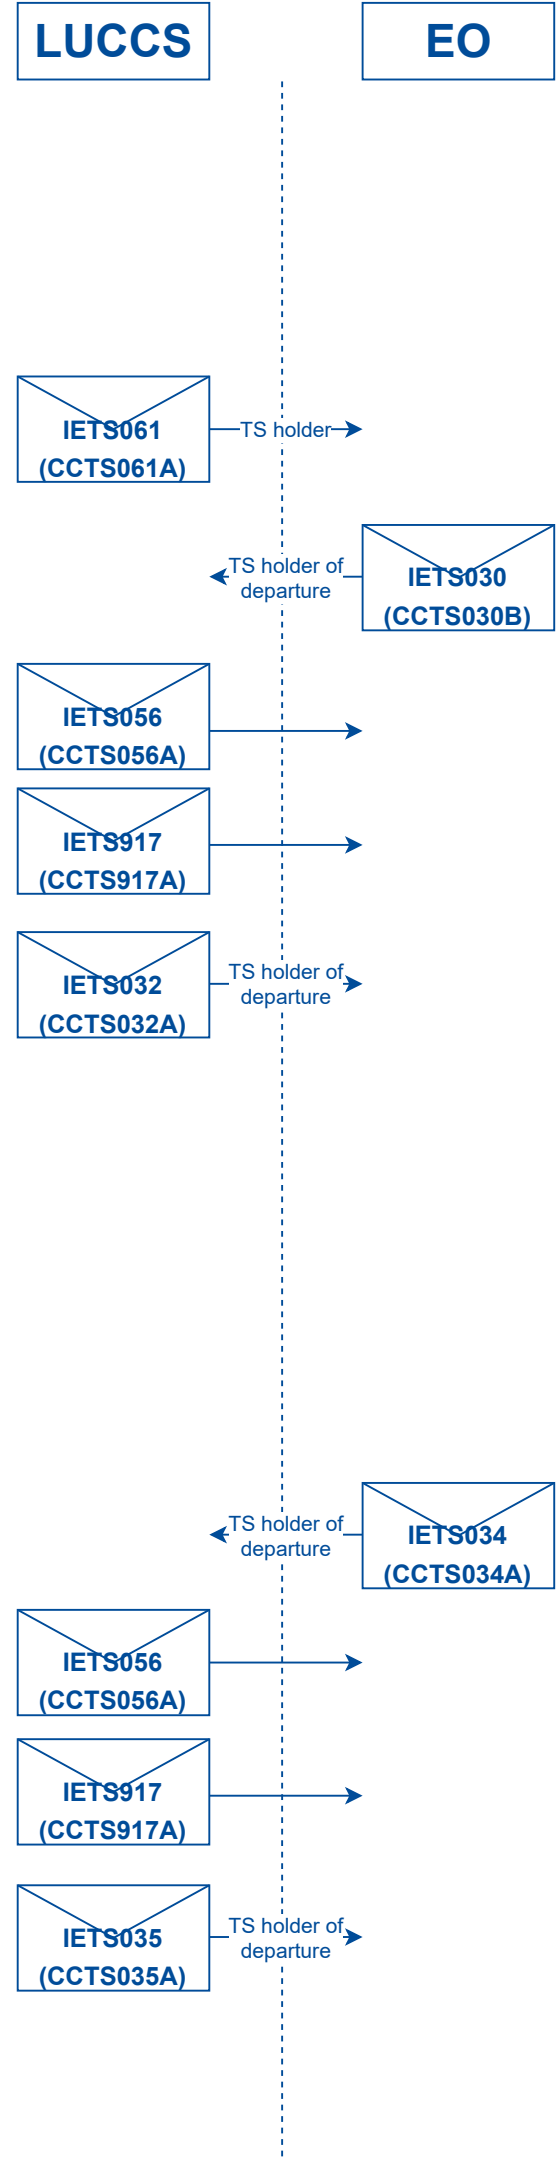 LUCCS
EO
IETS061
(CCTS061A)
TS holder
TS holder of
departure
IETS030
(CCTS030B)
IETS056
(CCTS056A)
IETS917
(CCTS917A)
IETS032
(CCTS032A)
TS holder of
departure
TS holder of
departure
IETS034
(CCTS034A)
IETS056
(CCTS056A)
IETS917
(CCTS917A)
IETS035
(CCTS035A)
TS holder of
departure